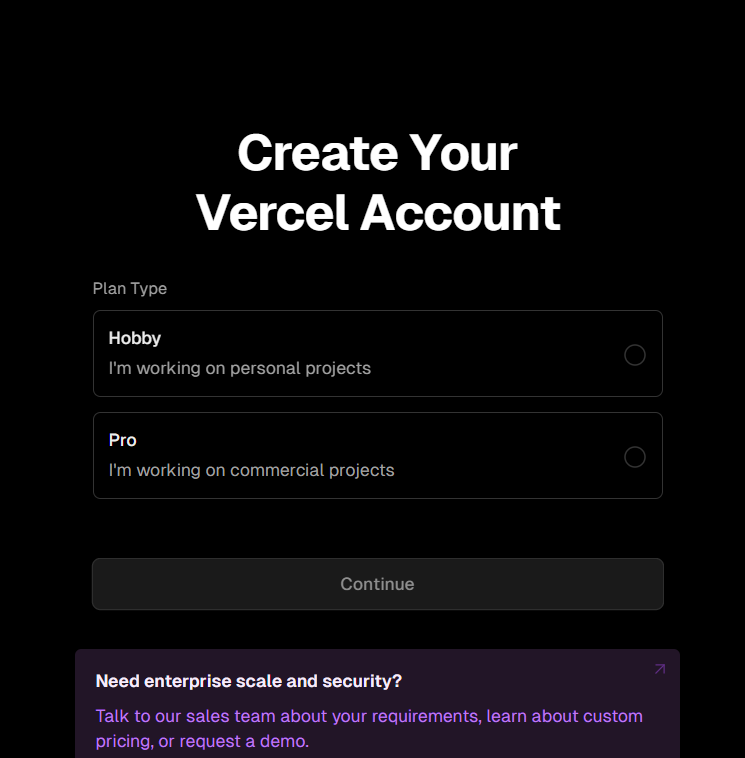 Create Your
Vercel Account
Plan Type
Hobby
I'm working on personal projects
Pro
I'm working on commercial projects
Continue
Need enterprise scale and security?
Talk to our sales team about your requirements, learn about custom
pricing, or request a demo.